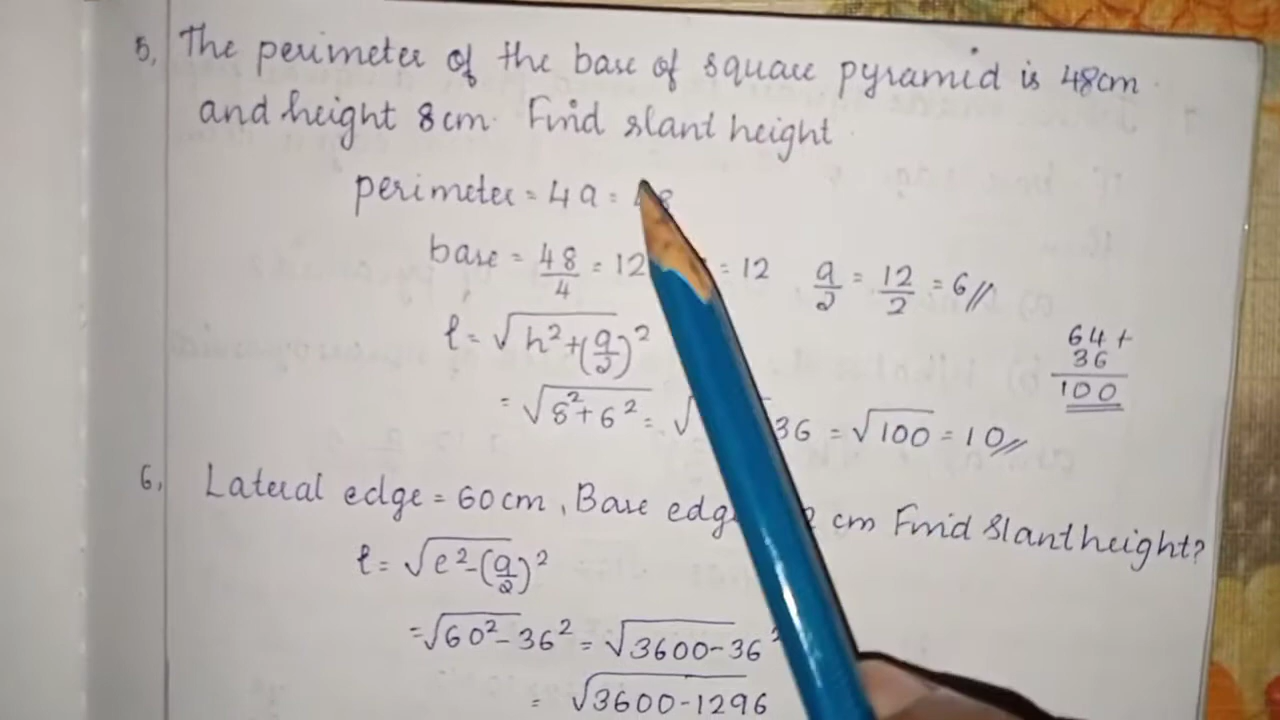 5, The perimeter of the base of square pyramid is 48cm
and height 8cm. Find slant height
perimeter = 4a =
base = 48/4 = 12 = 12 a/2 = 12/2 = 6//
l = √h²+(a/2)²
64+
36
100
= √8²+6² = √ 36 = √100 = 10//
6, Lateral edge = 60cm, Base edge cm Find Slant height?
l = √e²-(a/2)²
= √60²-36² = √3600-36²
= √3600-1296